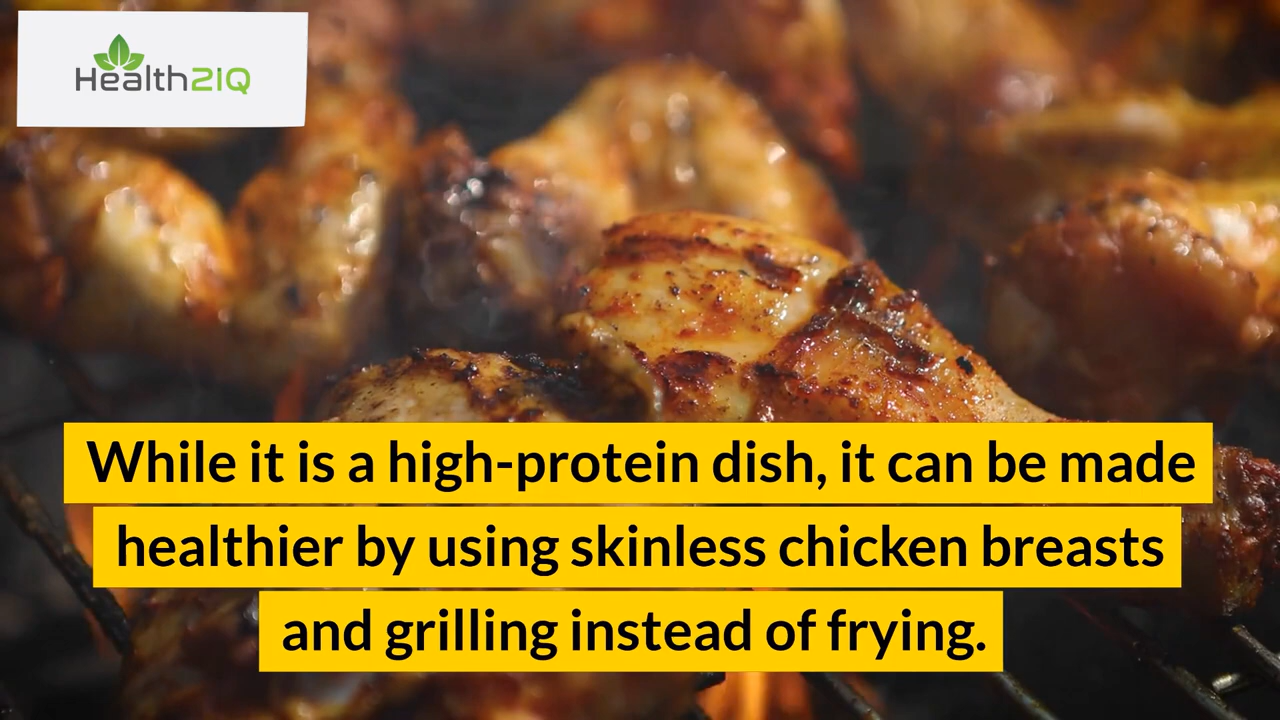 Health2IQ
While it is a high-protein dish, it can be made
healthier by using skinless chicken breasts
and grilling instead of frying.